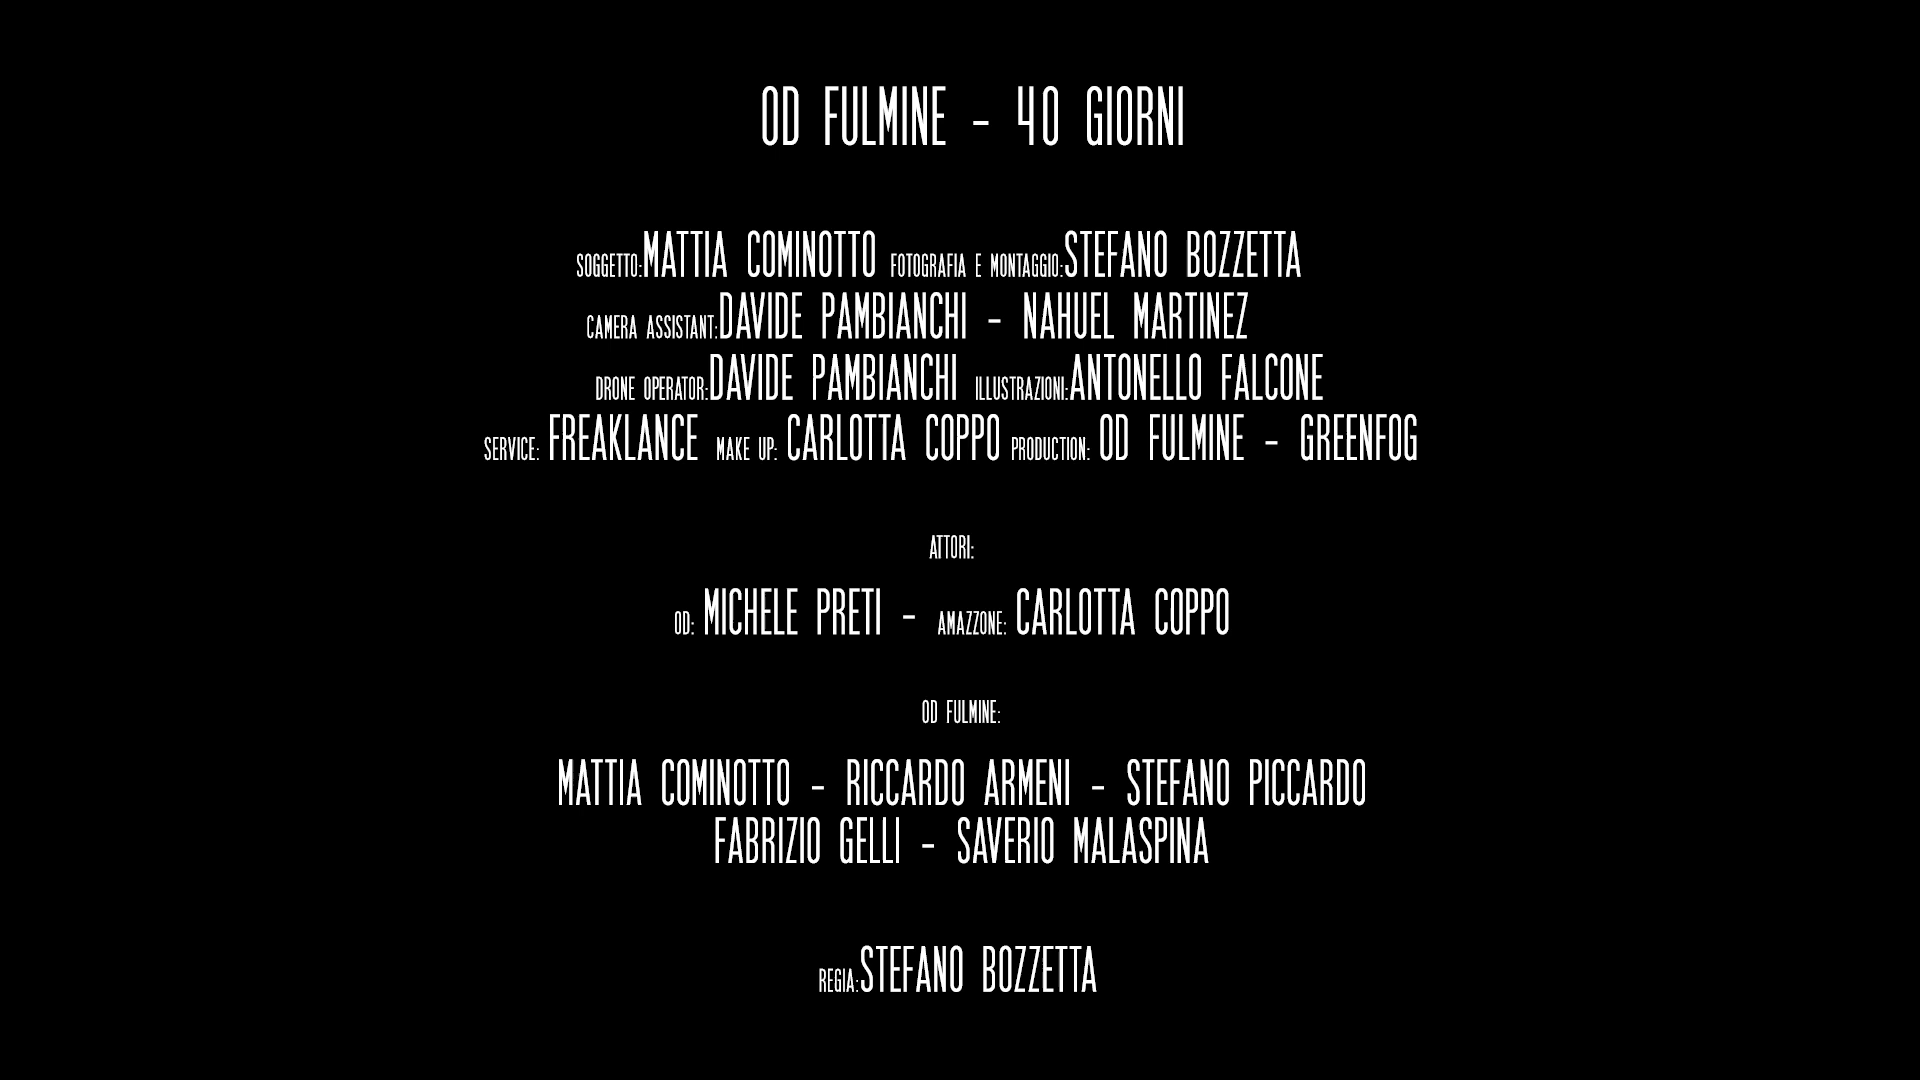 OD FULMINE - 40 GIORNI
SOGGETTO:MATTIA COMINOTTO FOTOGRAFIA E MONTAGGIO:STEFANO BOZZETTA
CAMERA ASSISTANT:DAVIDE PAMBIANCHI - NAHUEL MARTINEZ
DRONE OPERATOR:DAVIDE PAMBIANCHI ILLUSTRAZIONI:ANTONELLO FALCONE
SERVICE: FREAKLANCE MAKE UP: CARLOTTA COPPO PRODUCTION: OD FULMINE - GREENFOG
ATTORI:
OD: MICHELE PRETI - AMAZZONE: CARLOTTA COPPO
OD FULMINE:
MATTIA COMINOTTO - RICCARDO ARMENI - STEFANO PICCARDO
FABRIZIO GELLI - SAVERIO MALASPINA
REGIA:STEFANO BOZZETTA